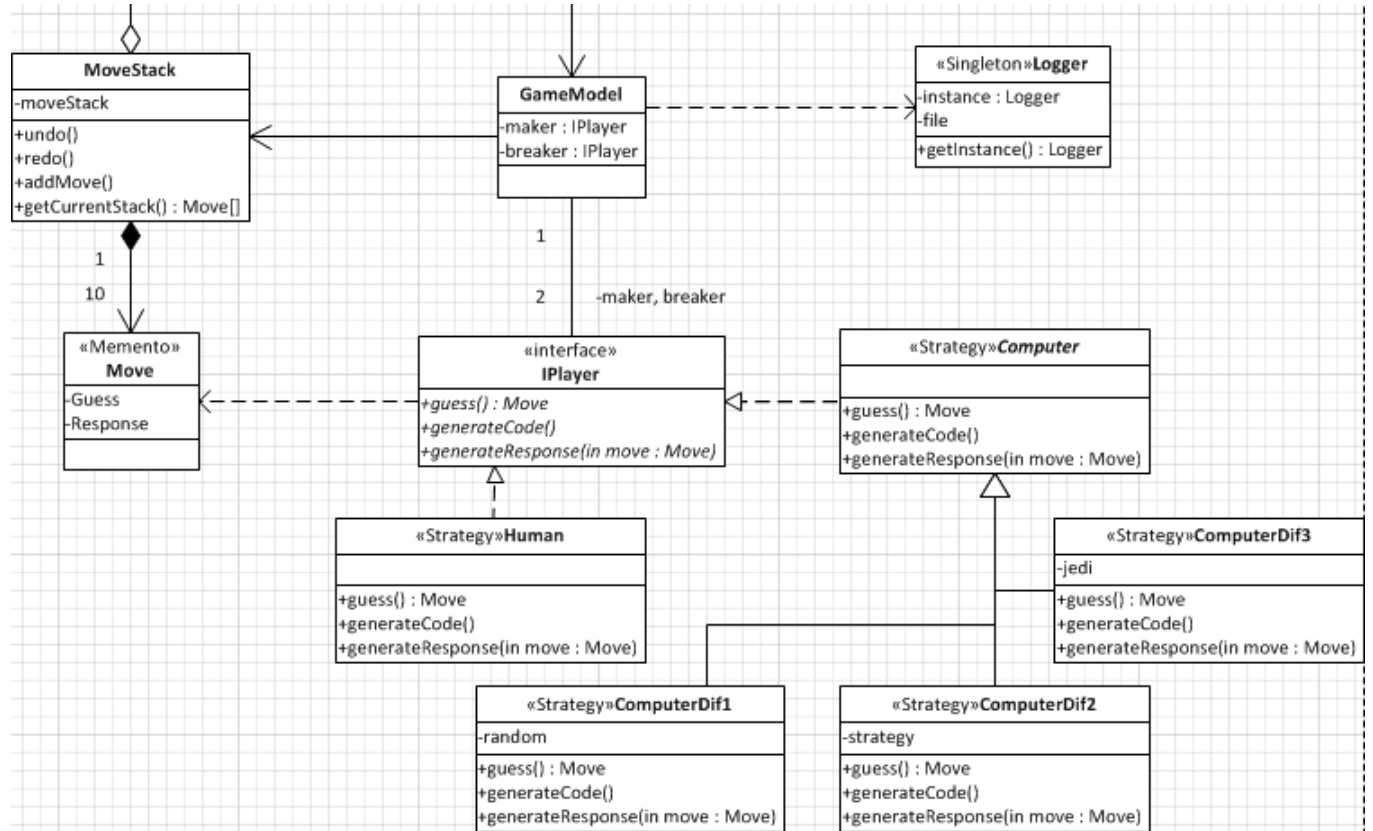 MoveStack
-moveStack
+undo()
+redo()
+addMove()
+getCurrentStack() : Move[]
GameModel
-maker : IPlayer
-breaker : IPlayer
«Singleton»Logger
-instance : Logger
-file
+getInstance() : Logger
1
10
1
2
-maker, breaker
«Memento»
Move
-Guess
-Response
«interface»
IPlayer
+guess() : Move
+generateCode()
+generateResponse(in move : Move)
«Strategy»Computer
+guess() : Move
+generateCode()
+generateResponse(in move : Move)
«Strategy»Human
+guess() : Move
+generateCode()
+generateResponse(in move : Move)
«Strategy»ComputerDif3
-jedi
+guess() : Move
+generateCode()
+generateResponse(in move : Move)
«Strategy»ComputerDif1
-random
+guess() : Move
+generateCode()
+generateResponse(in move : Move)
«Strategy»ComputerDif2
-strategy
+guess() : Move
+generateCode()
+generateResponse(in move : Move)